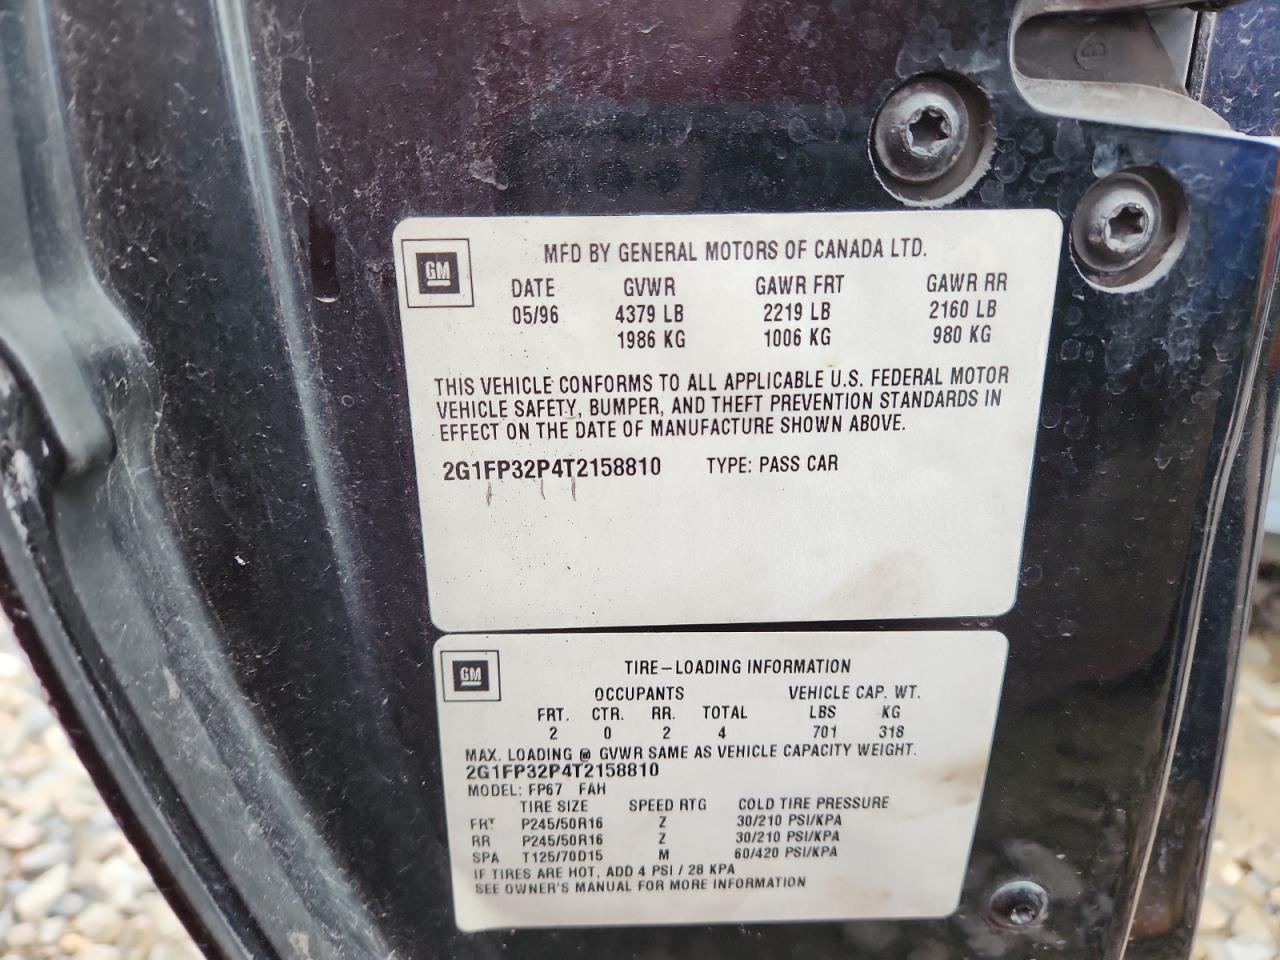 GM
MFD BY GENERAL MOTORS OF CANADA LTD.
DATE GVWR GAWR FRT GAWR RR
05/96 4379 LB 2219 LB 2160 LB
1986 KG 1006 KG 980 KG
THIS VEHICLE CONFORMS TO ALL APPLICABLE U.S. FEDERAL MOTOR
VEHICLE SAFETY, BUMPER, AND THEFT PREVENTION STANDARDS IN
EFFECT ON THE DATE OF MANUFACTURE SHOWN ABOVE.
2G1FP32P4T2158810 TYPE: PASS CAR
GM
TIRE-LOADING INFORMATION
OCCUPANTS VEHICLE CAP. WT.
FRT. CTR. RR. TOTAL LBS KG
2 0 2 4 701 318
MAX. LOADING @ GVWR SAME AS VEHICLE CAPACITY WEIGHT.
2G1FP32P4T2158810
MODEL: FP67 FAH
TIRE SIZE SPEED RTG COLD TIRE PRESSURE
FRT P245/50R16 Z 30/210 PSI/KPA
RR P245/50R16 Z 30/210 PSI/KPA
SPA T125/70D15 M 60/420 PSI/KPA
IF TIRES ARE HOT, ADD 4 PSI / 28 KPA
SEE OWNER'S MANUAL FOR MORE INFORMATION